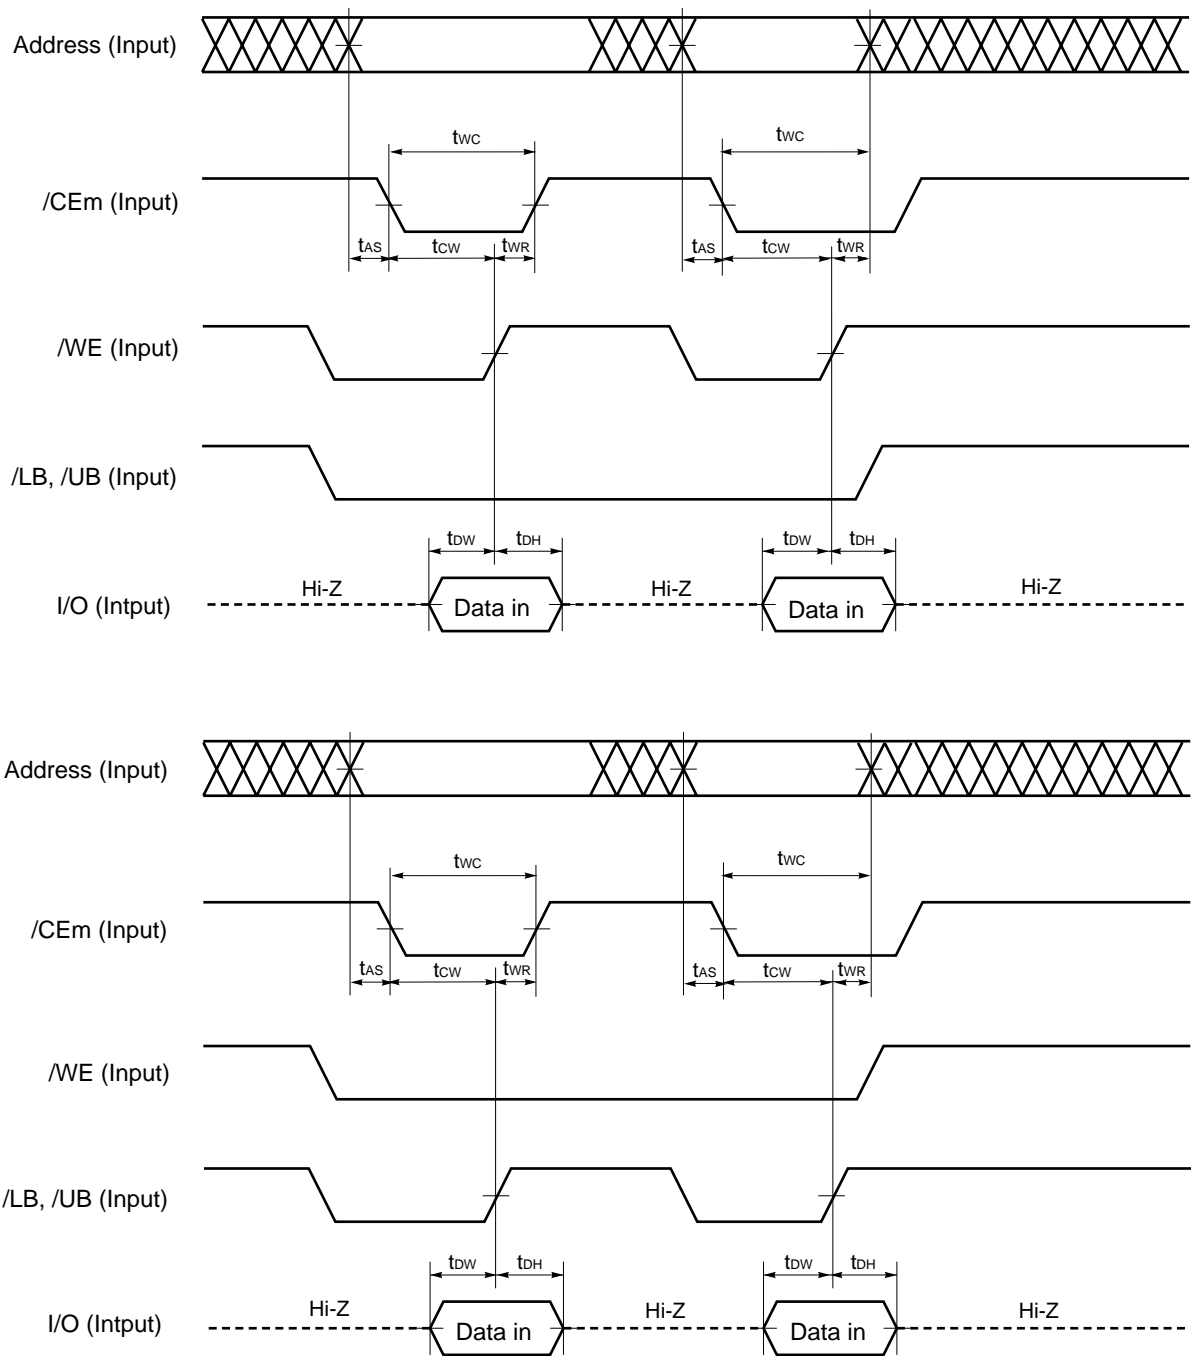 Address (Input)
tWC tWC
/CEm (Input)
tAS tCW tWR tAS tCW tWR
/WE (Input)
/LB, /UB (Input)
tDW tDH tDW tDH
Hi-Z Hi-Z Hi-Z
I/O (Intput) Data in Data in
Address (Input)
tWC tWC
/CEm (Input)
tAS tCW tWR tAS tCW tWR
/WE (Input)
/LB, /UB (Input)
tDW tDH tDW tDH
Hi-Z Hi-Z Hi-Z
I/O (Intput) Data in Data in